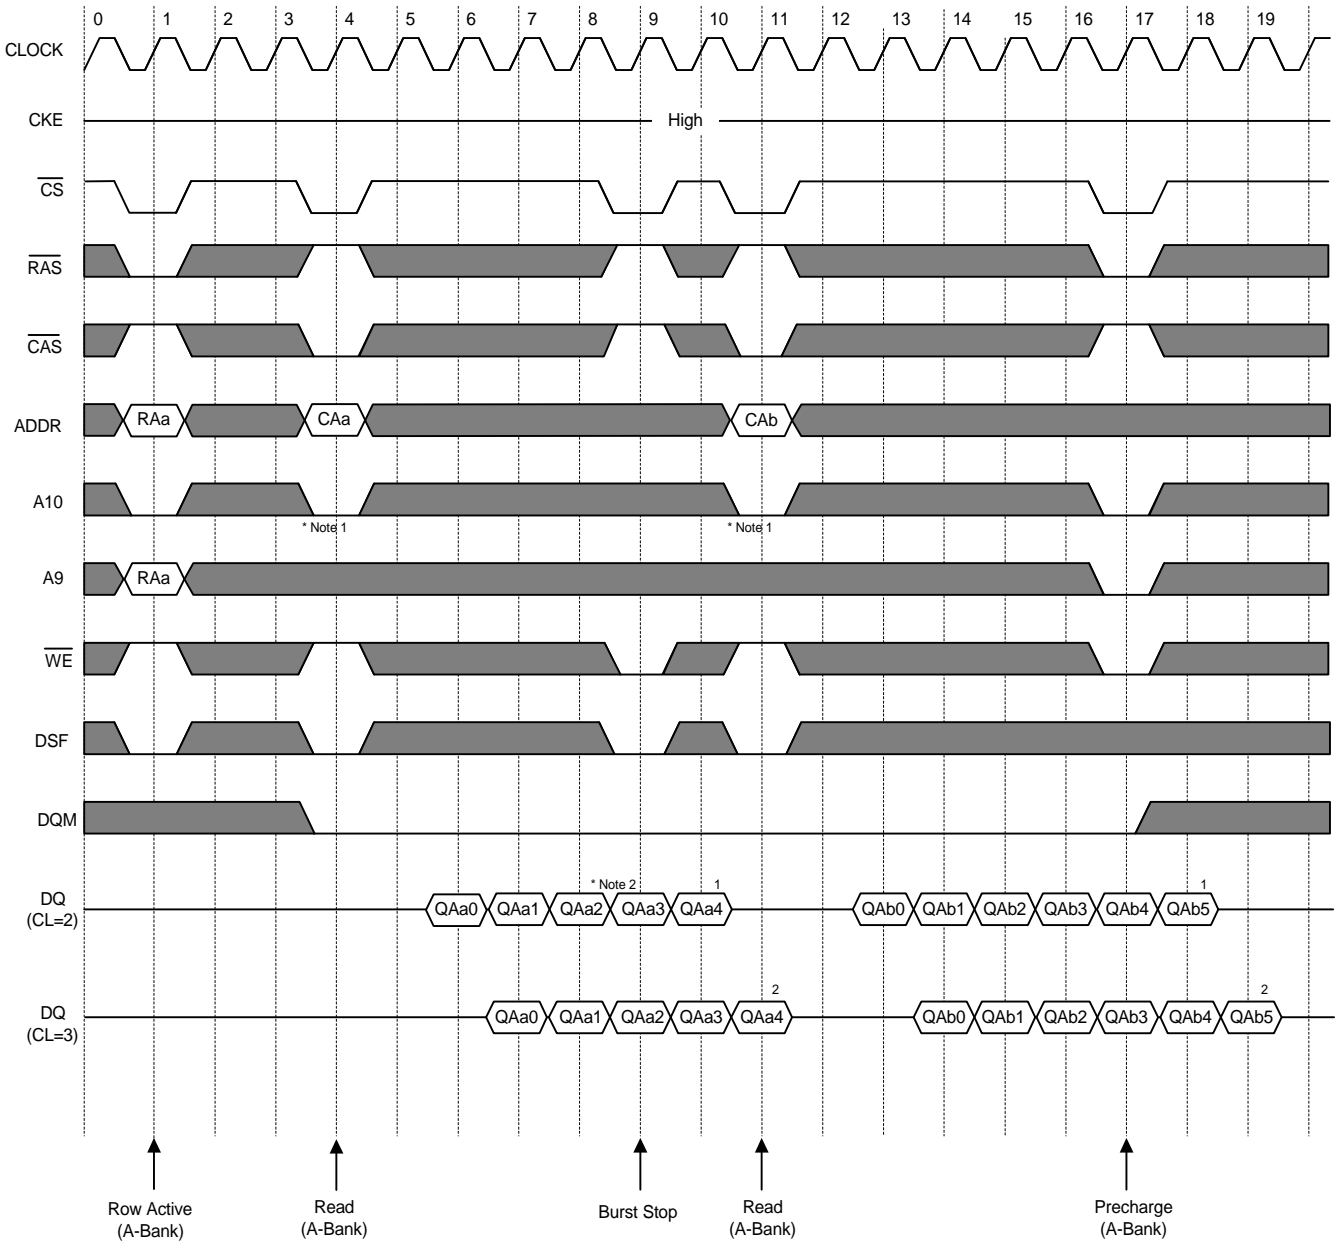 0 1 2 3 4 5 6 7 8 9 10 11 12 13 14 15 16 17 18 19
CLOCK
CKE High
CS
RAS
CAS
ADDR RAa CAa CAb
A10
* Note 1 * Note 1
A9 RAa
WE
DSF
DQM
* Note 2 1 1
DQ
(CL=2)
QAa0 QAa1 QAa2 QAa3 QAa4 QAb0 QAb1 QAb2 QAb3 QAb4 QAb5
2 2
DQ
(CL=3)
QAa0 QAa1 QAa2 QAa3 QAa4 QAb0 QAb1 QAb2 QAb3 QAb4 QAb5
Row Active
(A-Bank)
Read
(A-Bank)
Burst Stop
Read
(A-Bank)
Precharge
(A-Bank)